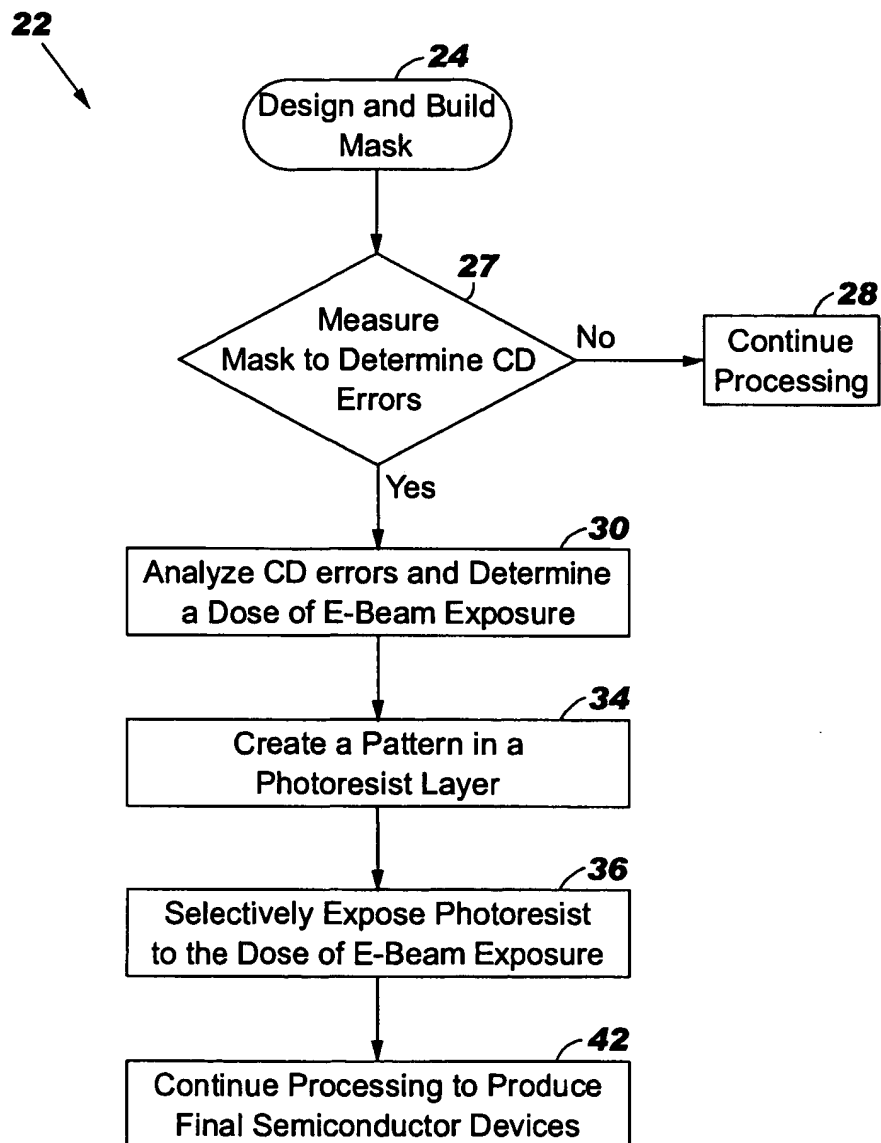 22
24
Design and Build
Mask
27
Measure
Mask to Determine CD
Errors
No
28
Continue
Processing
Yes
30
Analyze CD errors and Determine
a Dose of E-Beam Exposure
34
Create a Pattern in a
Photoresist Layer
36
Selectively Expose Photoresist
to the Dose of E-Beam Exposure
42
Continue Processing to Produce
Final Semiconductor Devices